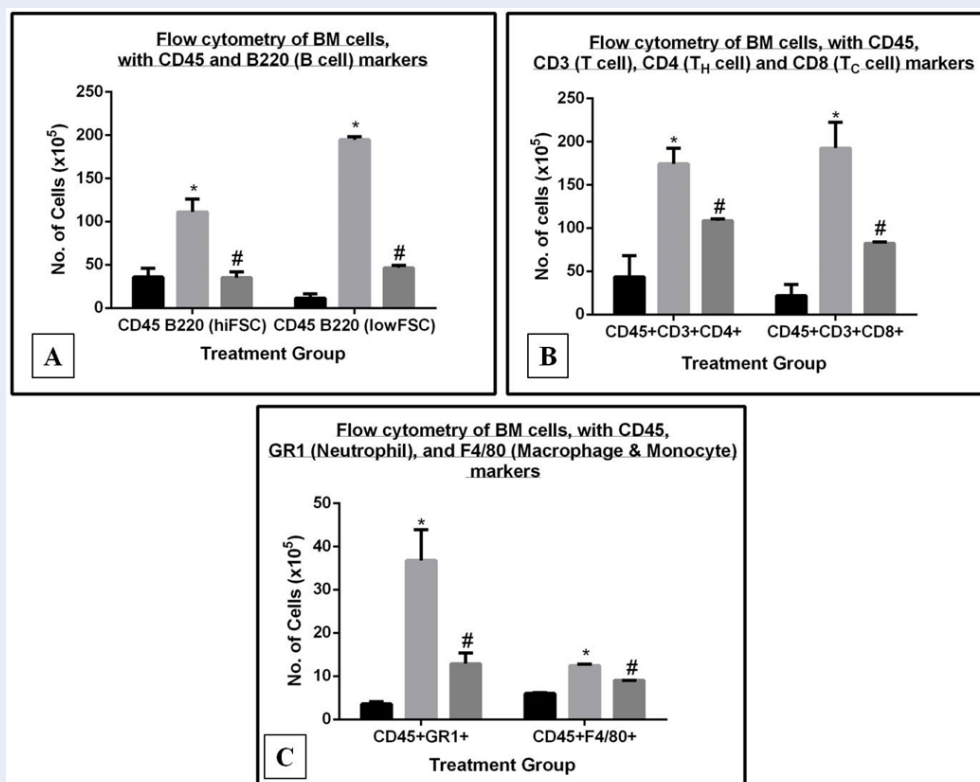 Flow cytometry of BM cells,
with CD45 and B220 (B cell) markers
No. of Cells (x10⁵)
250
200
150
100
50
0
*
#
*
#
CD45 B220 (hiFSC) CD45 B220 (lowFSC)
Treatment Group
A
Flow cytometry of BM cells, with CD45,
CD3 (T cell), CD4 (T_H cell) and CD8 (T_C cell) markers
No. of cells (x10⁵)
250
200
150
100
50
0
*
#
*
#
CD45+CD3+CD4+ CD45+CD3+CD8+
Treatment Group
B
Flow cytometry of BM cells, with CD45,
GR1 (Neutrophil), and F4/80 (Macrophage & Monocyte)
markers
No. of Cells (x10⁵)
50
40
30
20
10
0
*
#
*
#
CD45+GR1+ CD45+F4/80+
Treatment Group
C